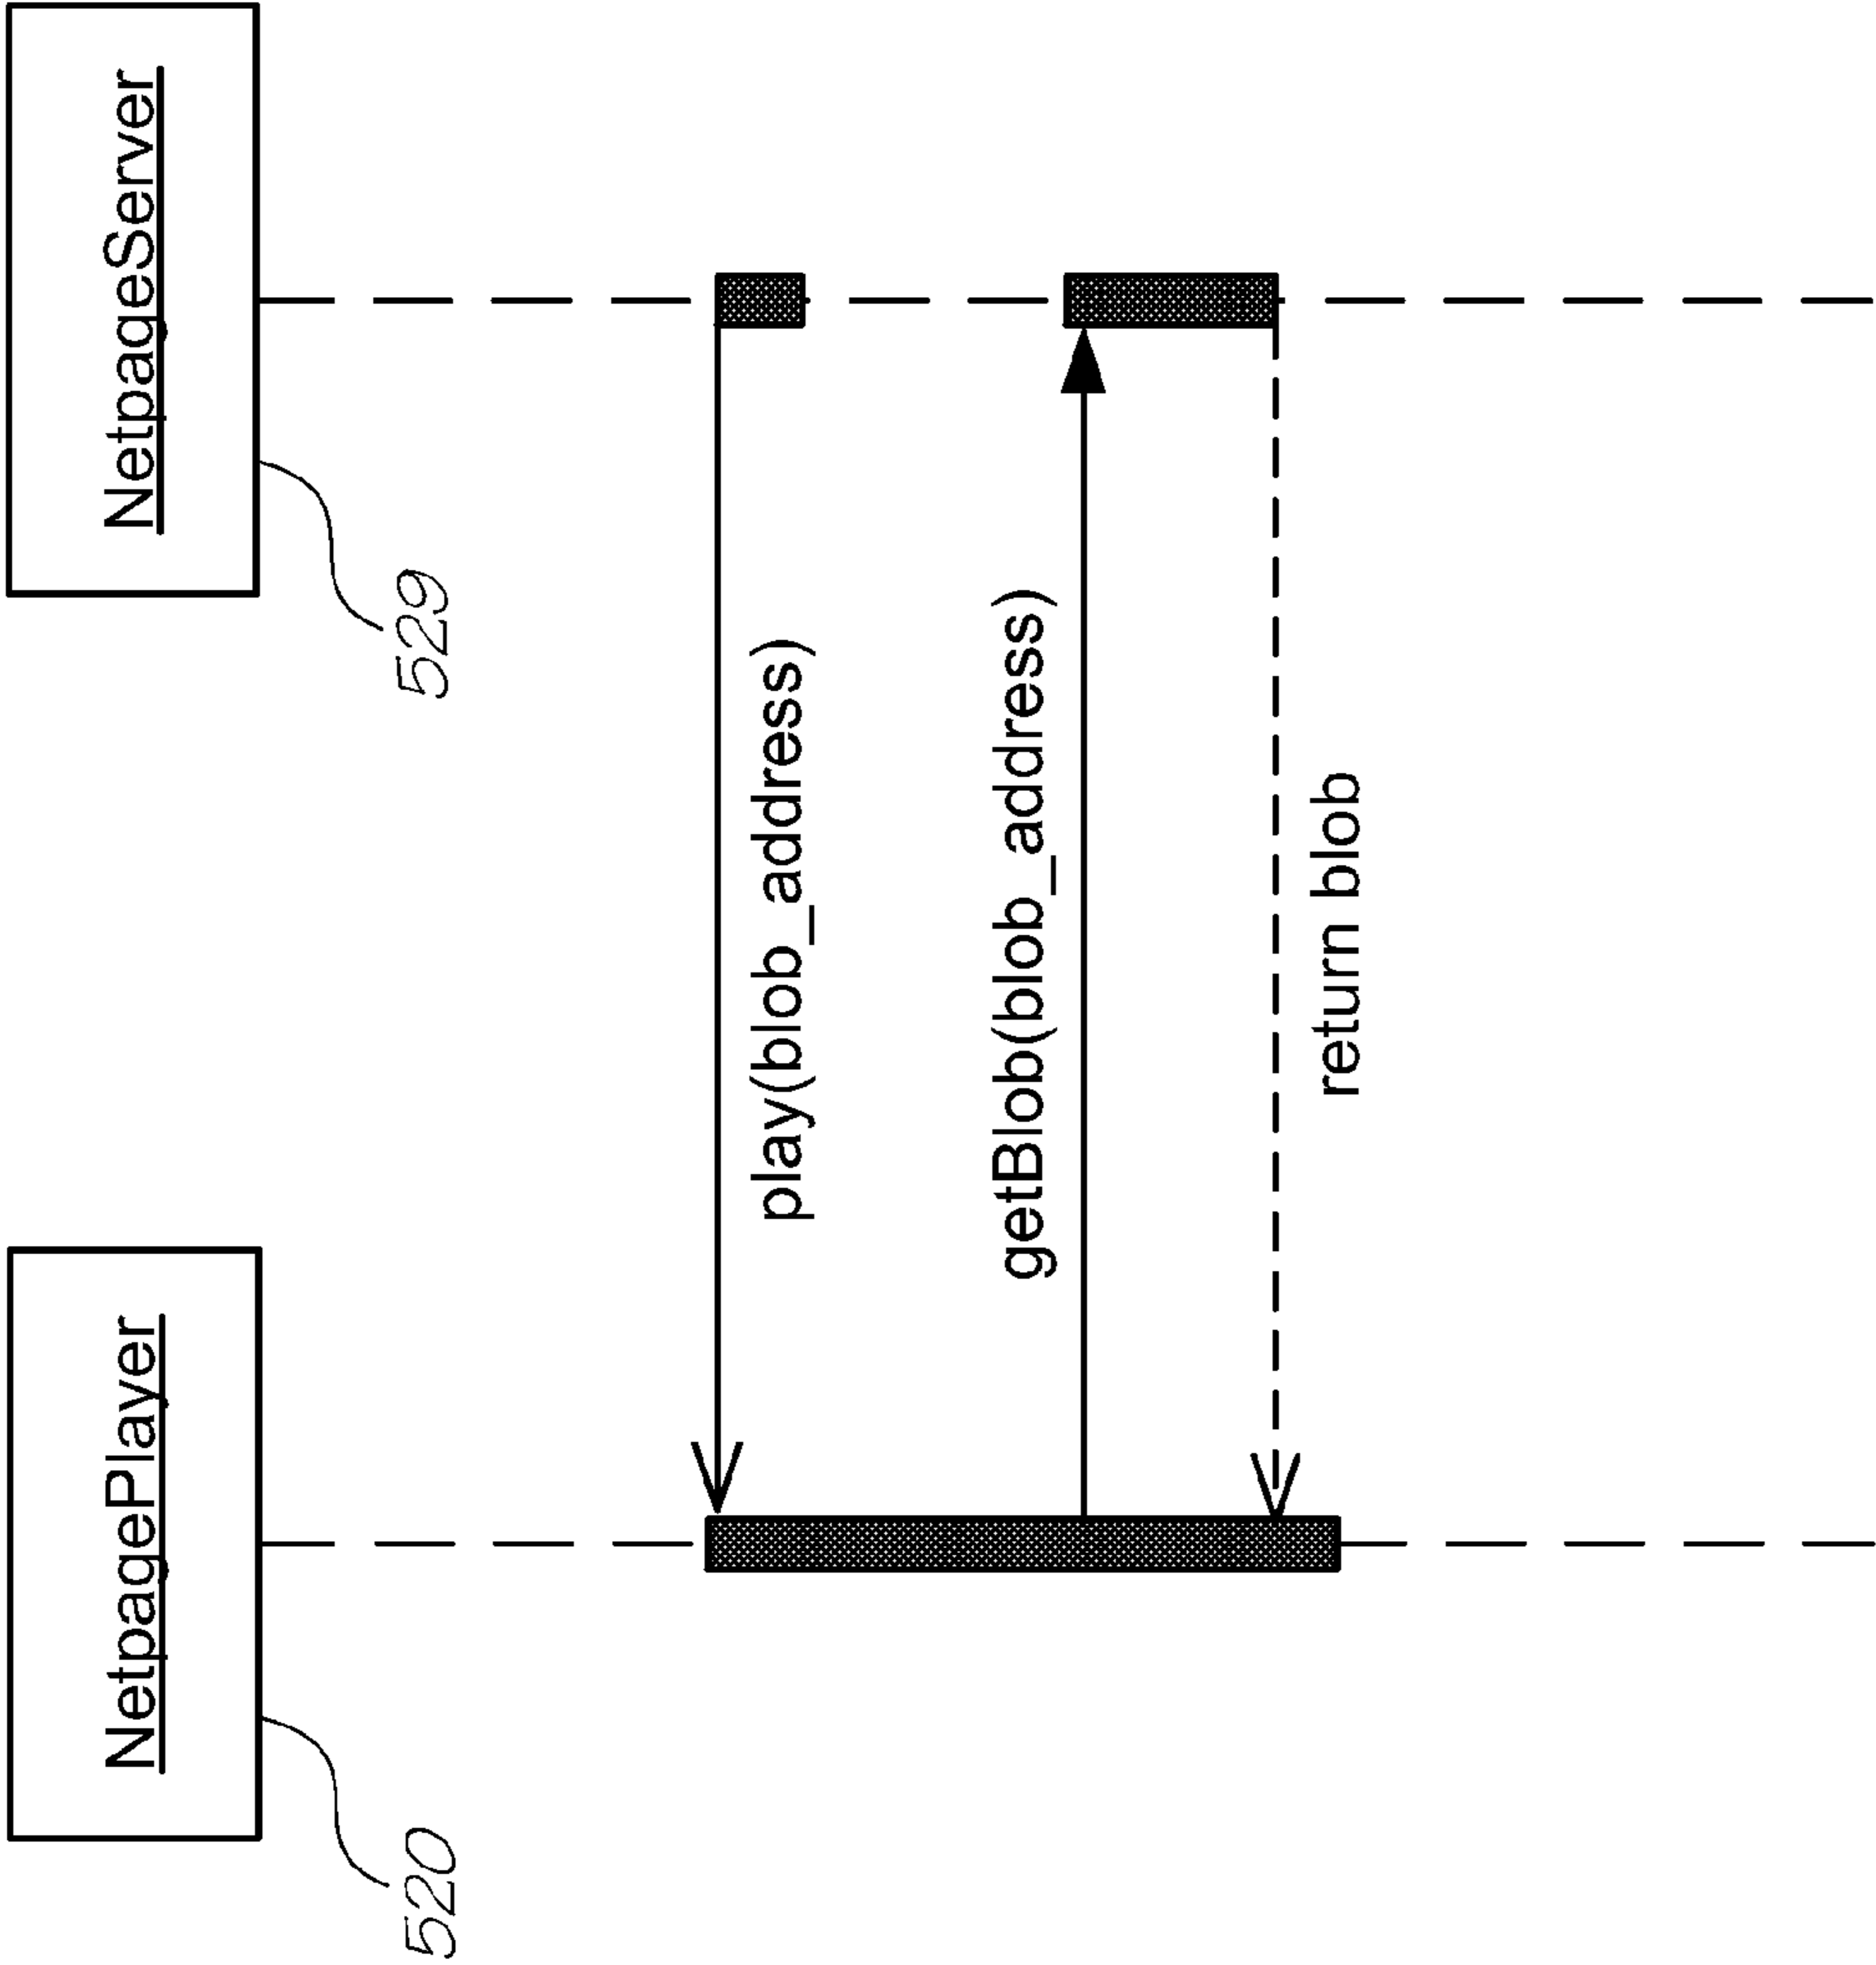 NetpagePlayer
NetpageServer
520
529
play(blob_address)
getBlob(blob_address)
return blob